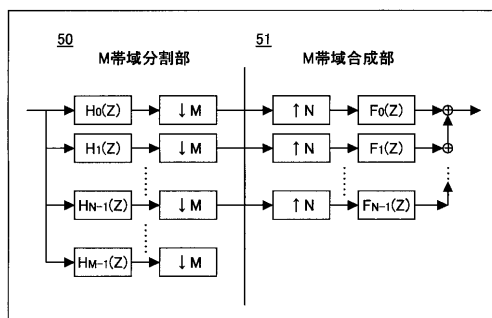 50 51
M帯域分割部 M帯域合成部
H0(Z) ↓M ↑N F0(Z)
H1(Z) ↓M ↑N F1(Z)
HN-1(Z) ↓M ↑N FN-1(Z)
HM-1(Z) ↓M